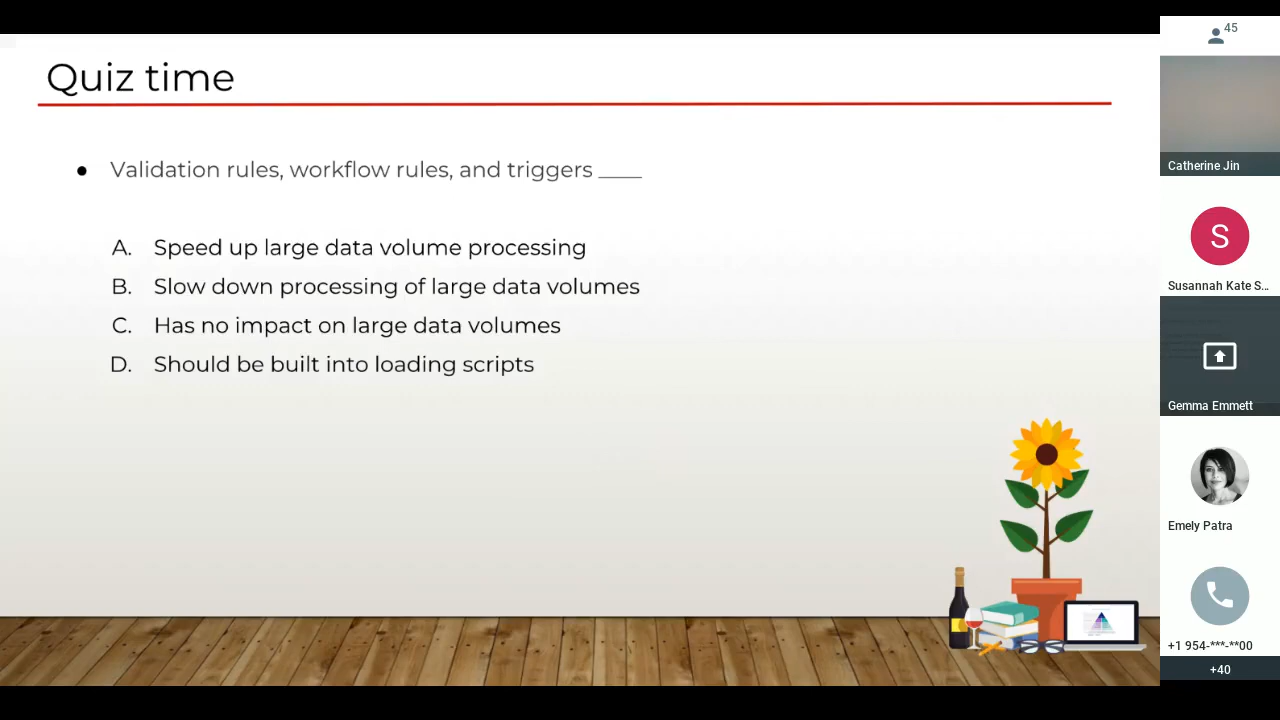 Quiz time
● Validation rules, workflow rules, and triggers ____
A. Speed up large data volume processing
B. Slow down processing of large data volumes
C. Has no impact on large data volumes
D. Should be built into loading scripts
45
Catherine Jin
S
Susannah Kate S...
Gemma Emmett
Emely Patra
+1 954-***-**00
+40